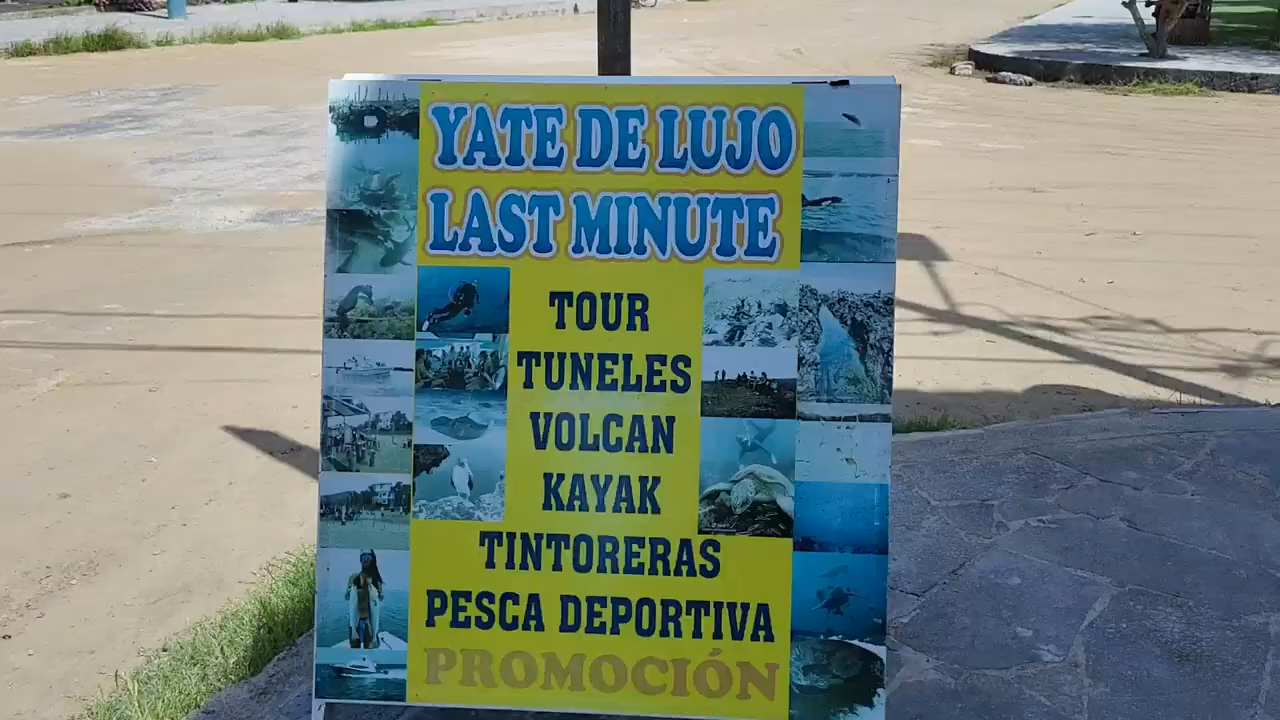 YATE DE LUJO
LAST MINUTE
TOUR
TUNELES
VOLCAN
KAYAK
TINTORERAS
PESCA DEPORTIVA
PROMOCIÓN